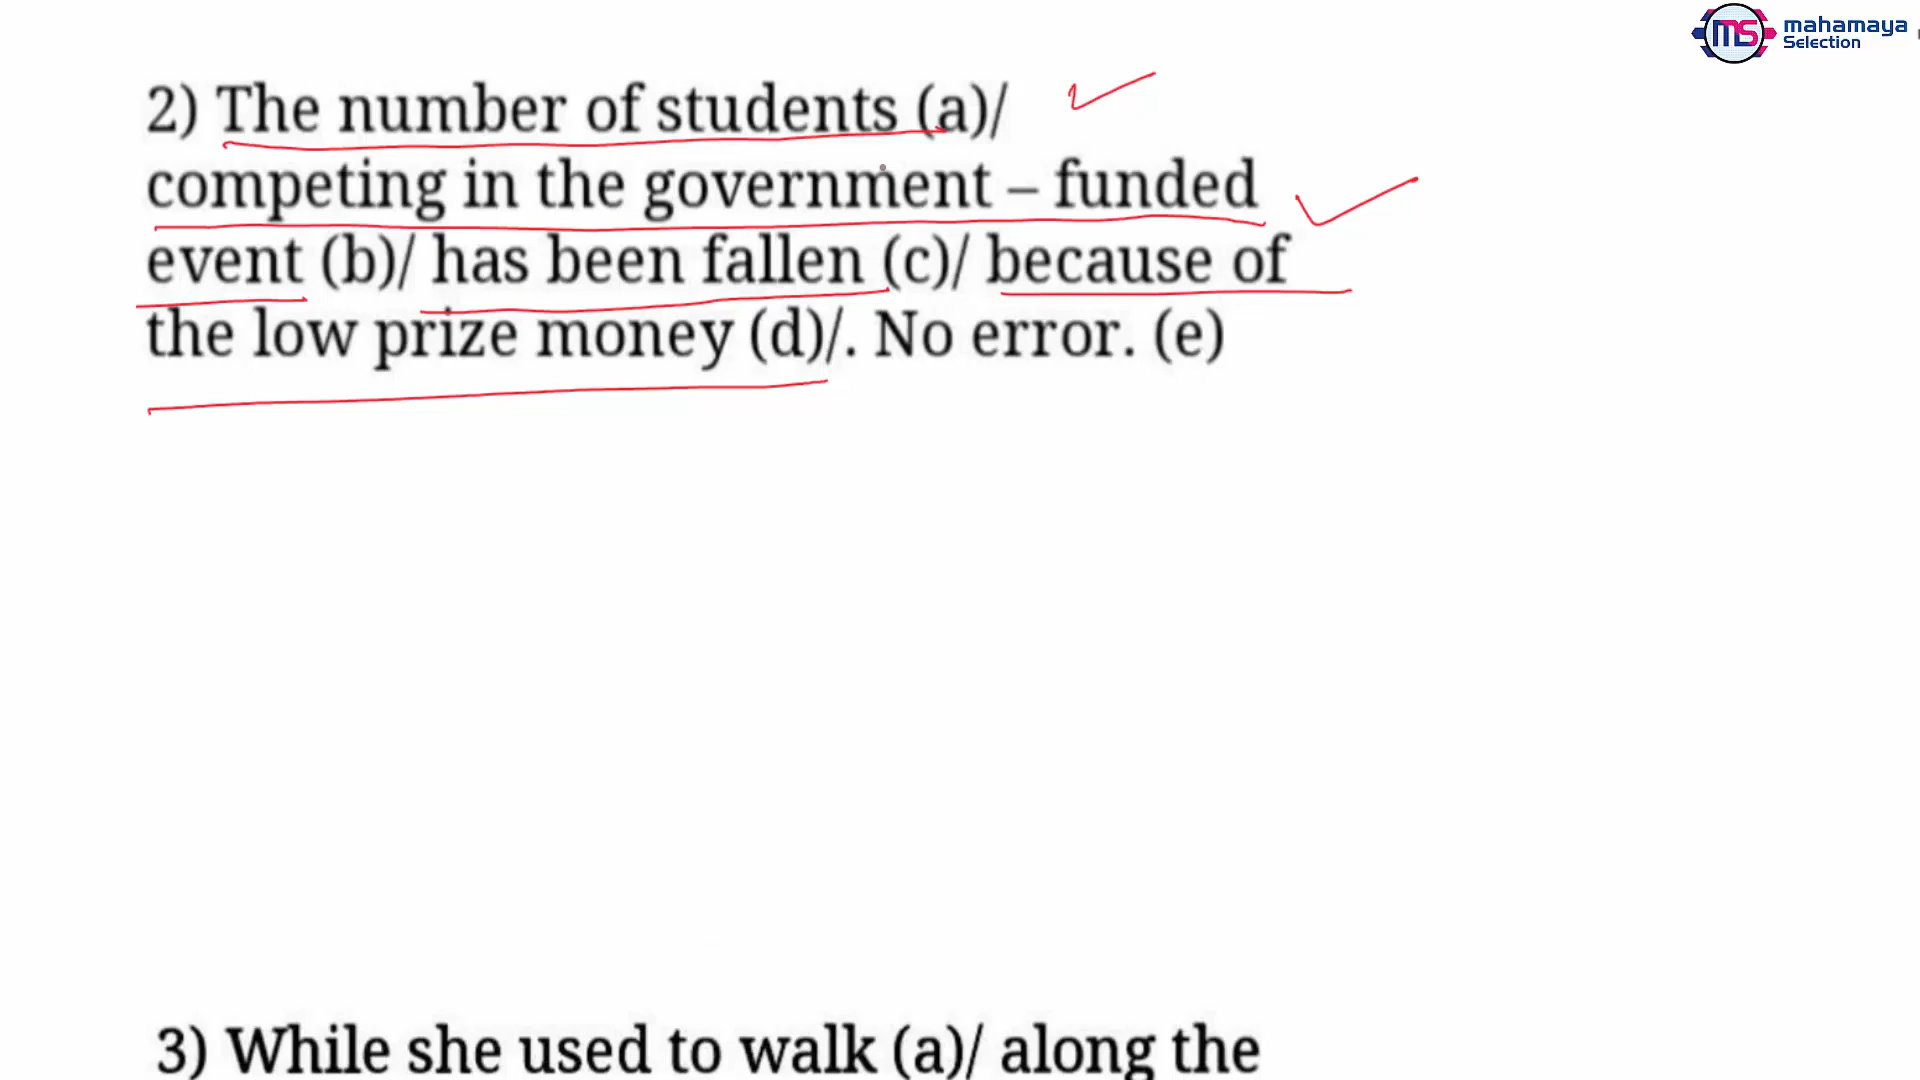 mahamaya
Selection
MS
2) The number of students (a)/
competing in the government – funded
event (b)/ has been fallen (c)/ because of
the low prize money (d)/. No error. (e)
3) While she used to walk (a)/ along the